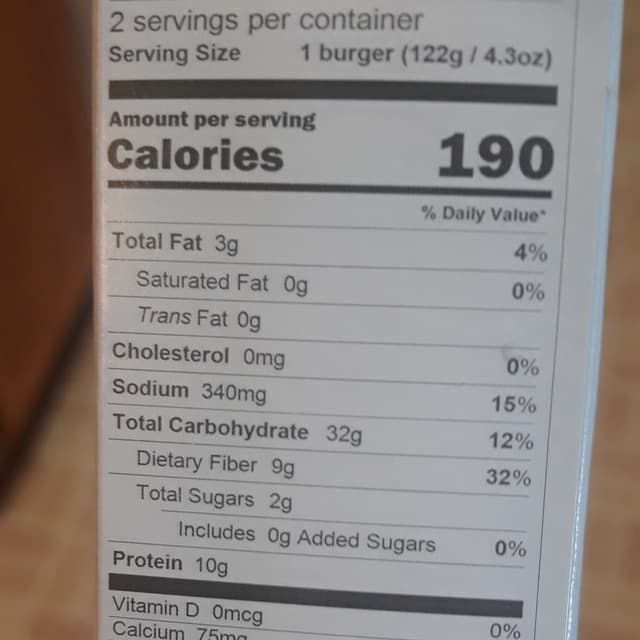 2 servings per container
Serving Size 1 burger (122g / 4.3oz)
Amount per serving
Calories 190
% Daily Value*
Total Fat 3g 4%
Saturated Fat 0g 0%
Trans Fat 0g
Cholesterol 0mg 0%
Sodium 340mg 15%
Total Carbohydrate 32g 12%
Dietary Fiber 9g 32%
Total Sugars 2g
Includes 0g Added Sugars 0%
Protein 10g
Vitamin D 0mcg 0%
Calcium 75mg